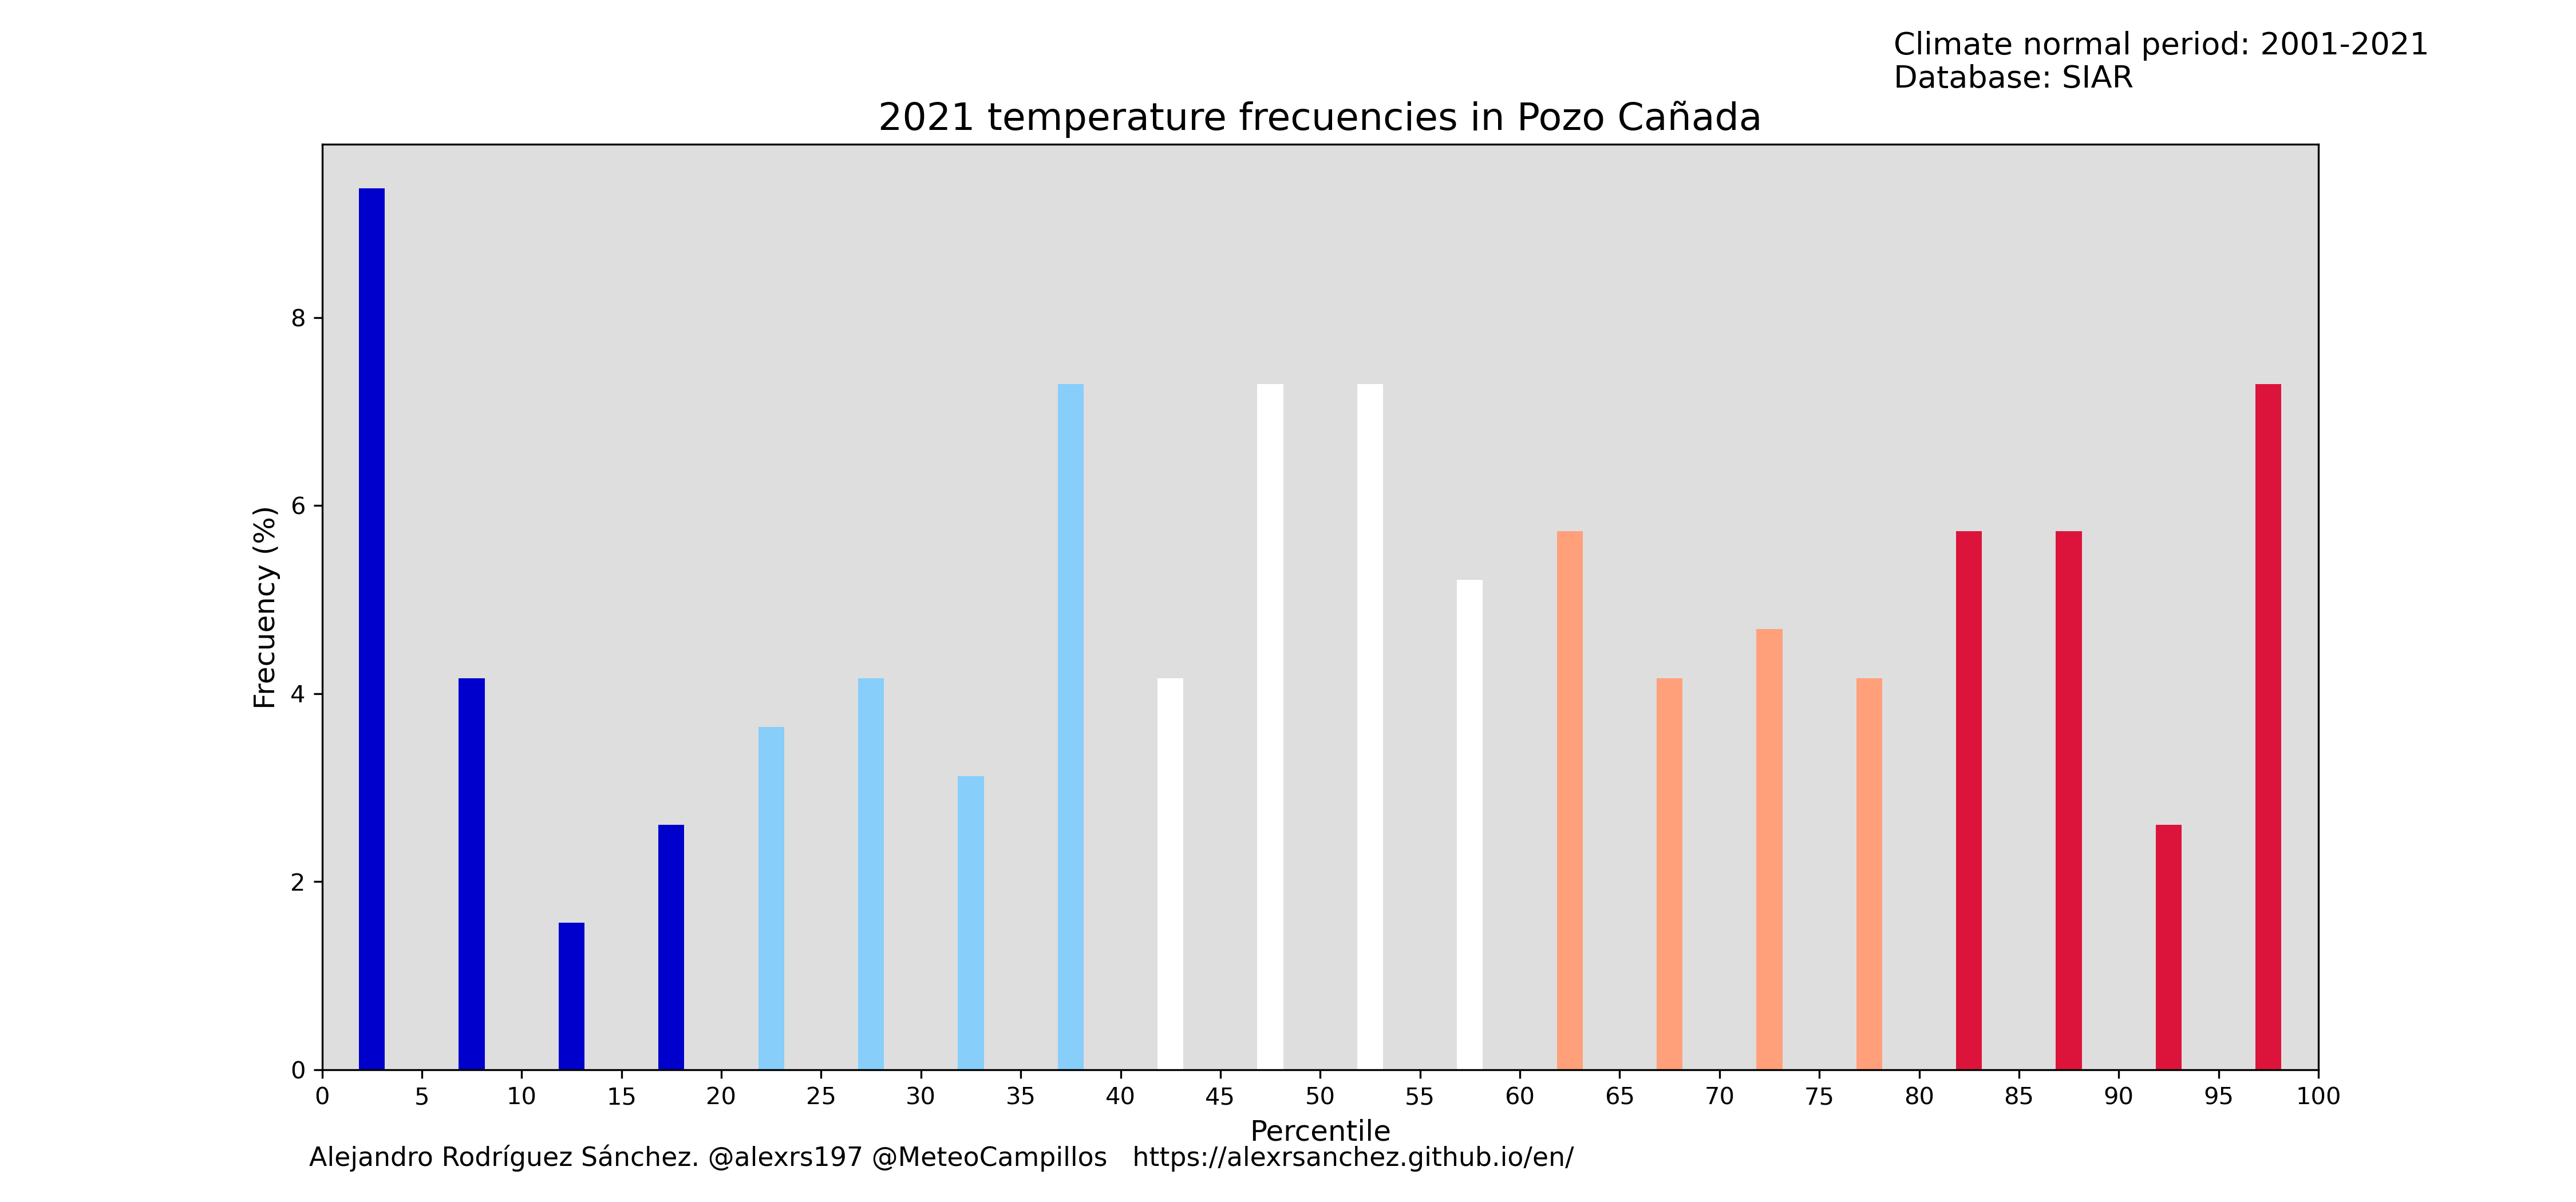 Climate normal period: 2001-2021
Database: SIAR
2021 temperature frecuencies in Pozo Cañada
Frecuency (%)
8
6
4
2
0
0 5 10 15 20 25 30 35 40 45 50 55 60 65 70 75 80 85 90 95 100
Percentile
Alejandro Rodríguez Sánchez. @alexrs197 @MeteoCampillos https://alexrsanchez.github.io/en/